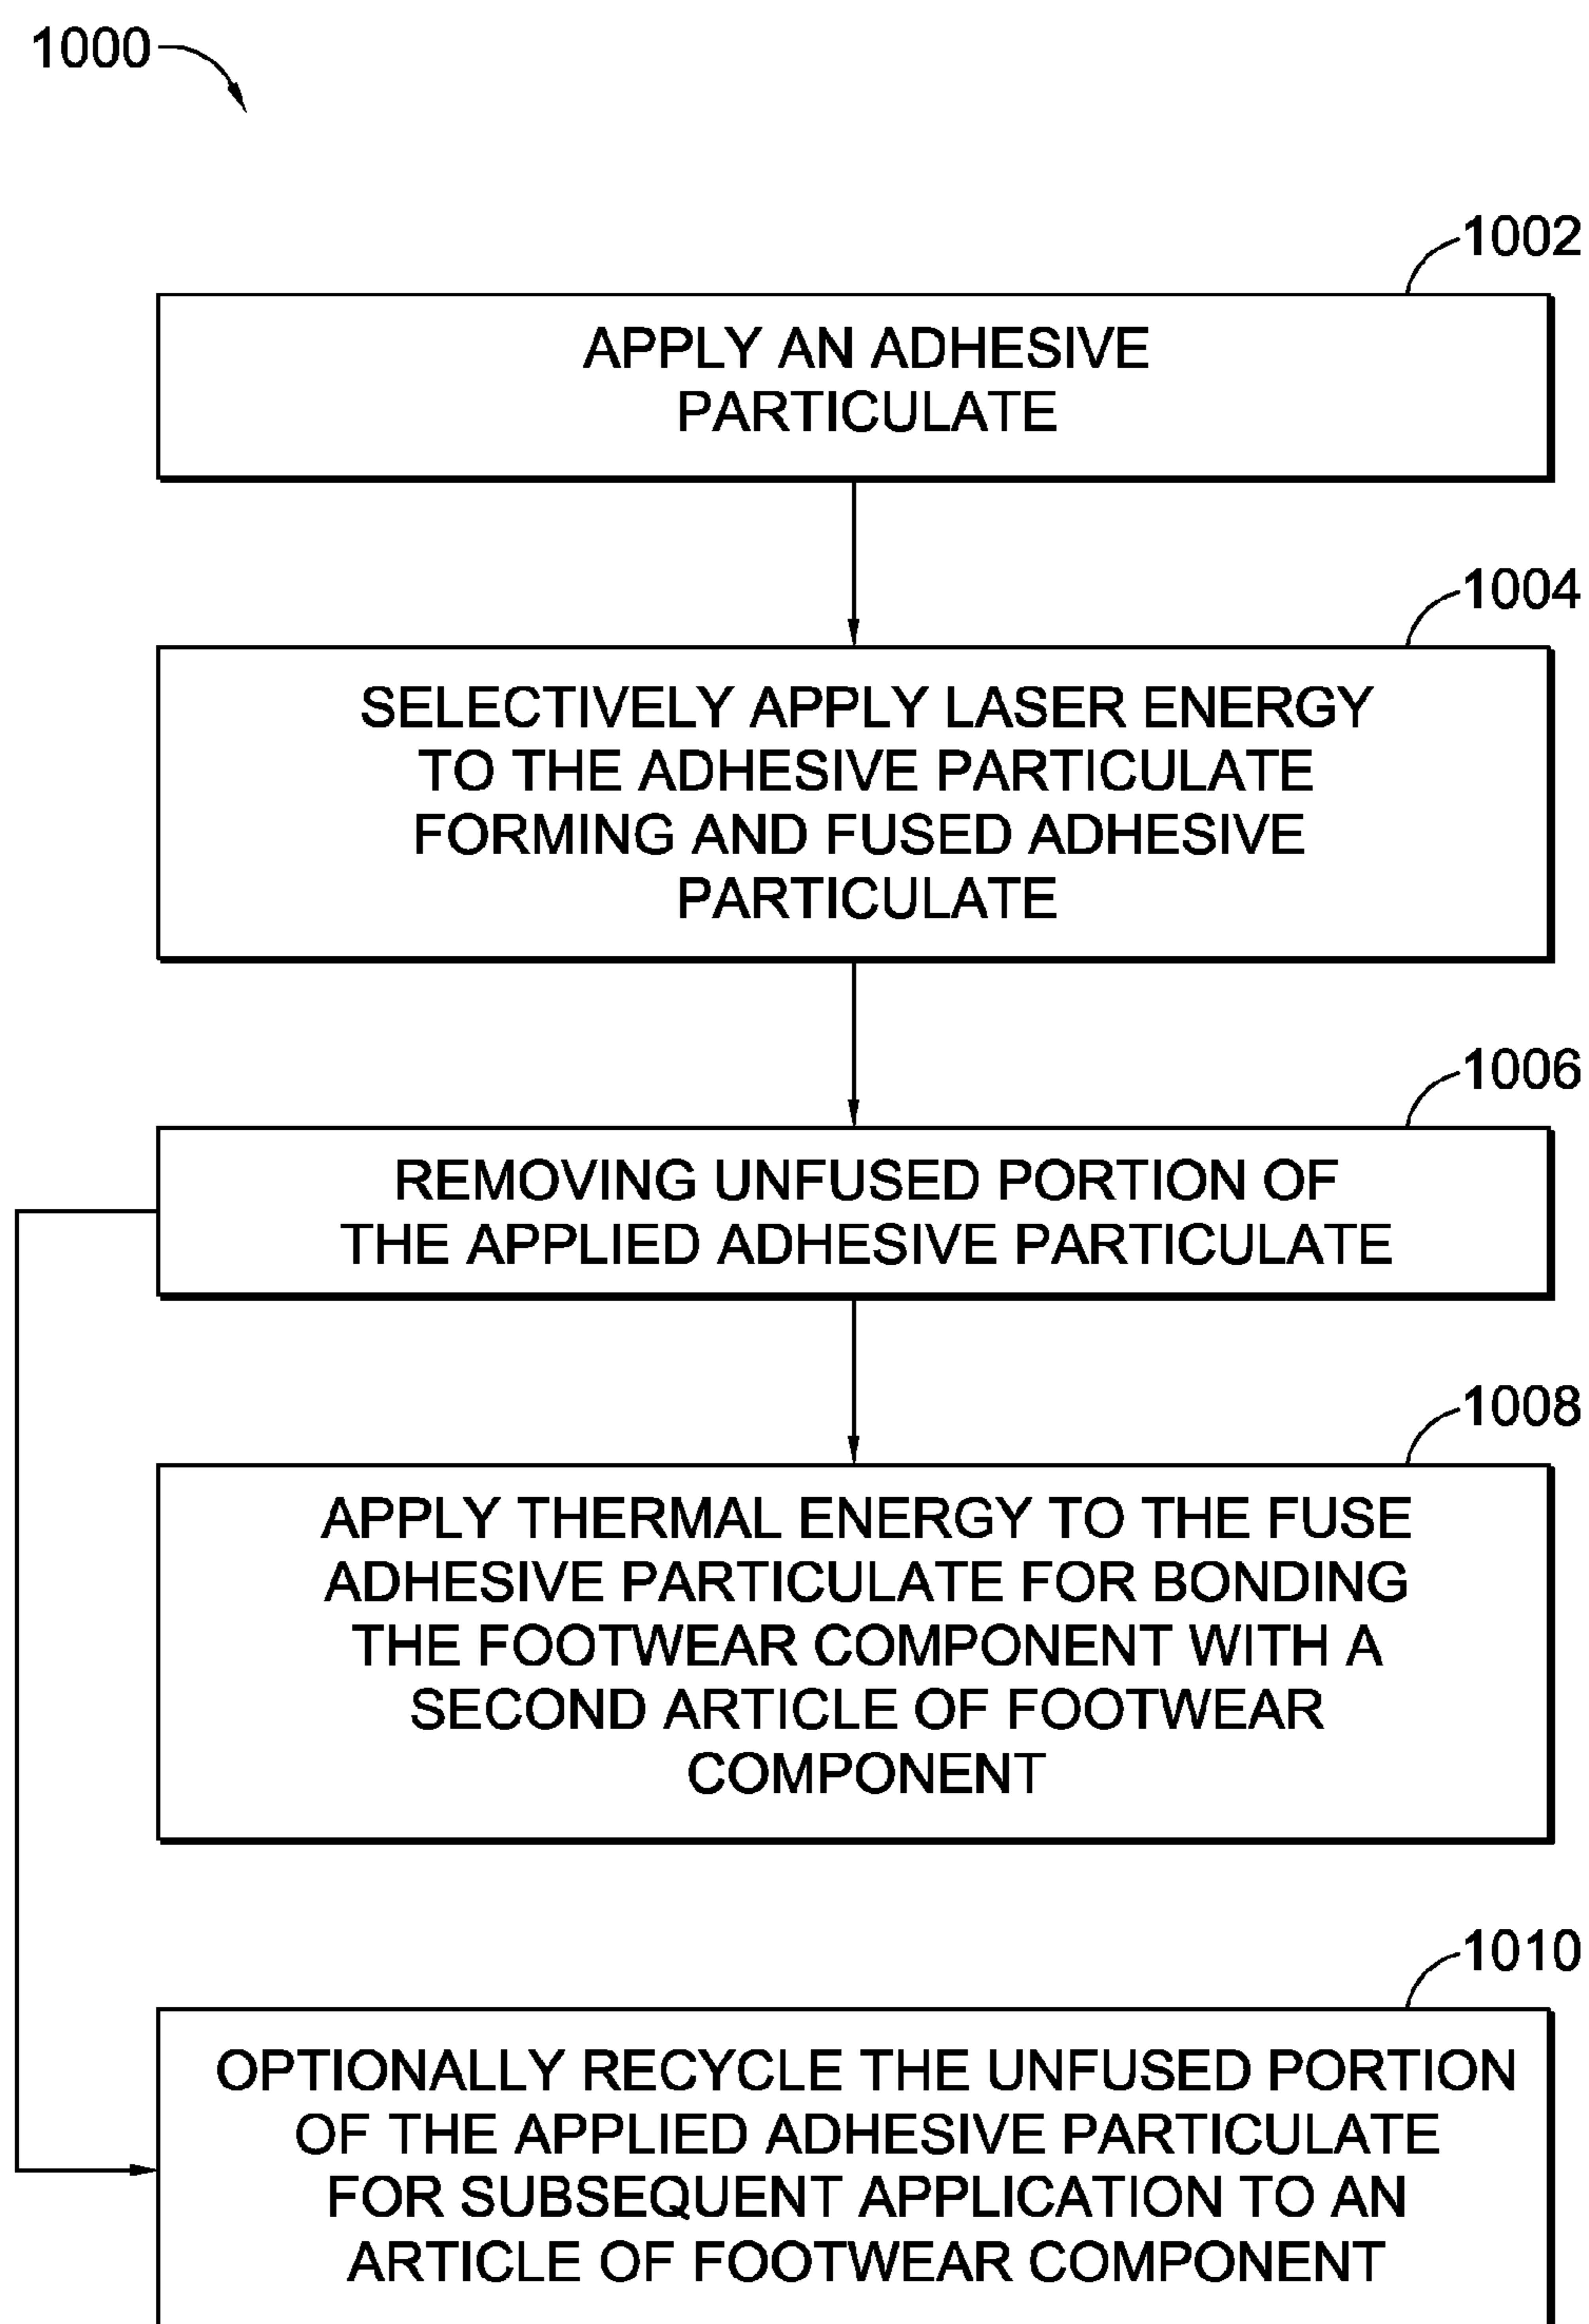 1000
1002
APPLY AN ADHESIVE
PARTICULATE
1004
SELECTIVELY APPLY LASER ENERGY
TO THE ADHESIVE PARTICULATE
FORMING AND FUSED ADHESIVE
PARTICULATE
1006
REMOVING UNFUSED PORTION OF
THE APPLIED ADHESIVE PARTICULATE
1008
APPLY THERMAL ENERGY TO THE FUSE
ADHESIVE PARTICULATE FOR BONDING
THE FOOTWEAR COMPONENT WITH A
SECOND ARTICLE OF FOOTWEAR
COMPONENT
1010
OPTIONALLY RECYCLE THE UNFUSED PORTION
OF THE APPLIED ADHESIVE PARTICULATE
FOR SUBSEQUENT APPLICATION TO AN
ARTICLE OF FOOTWEAR COMPONENT